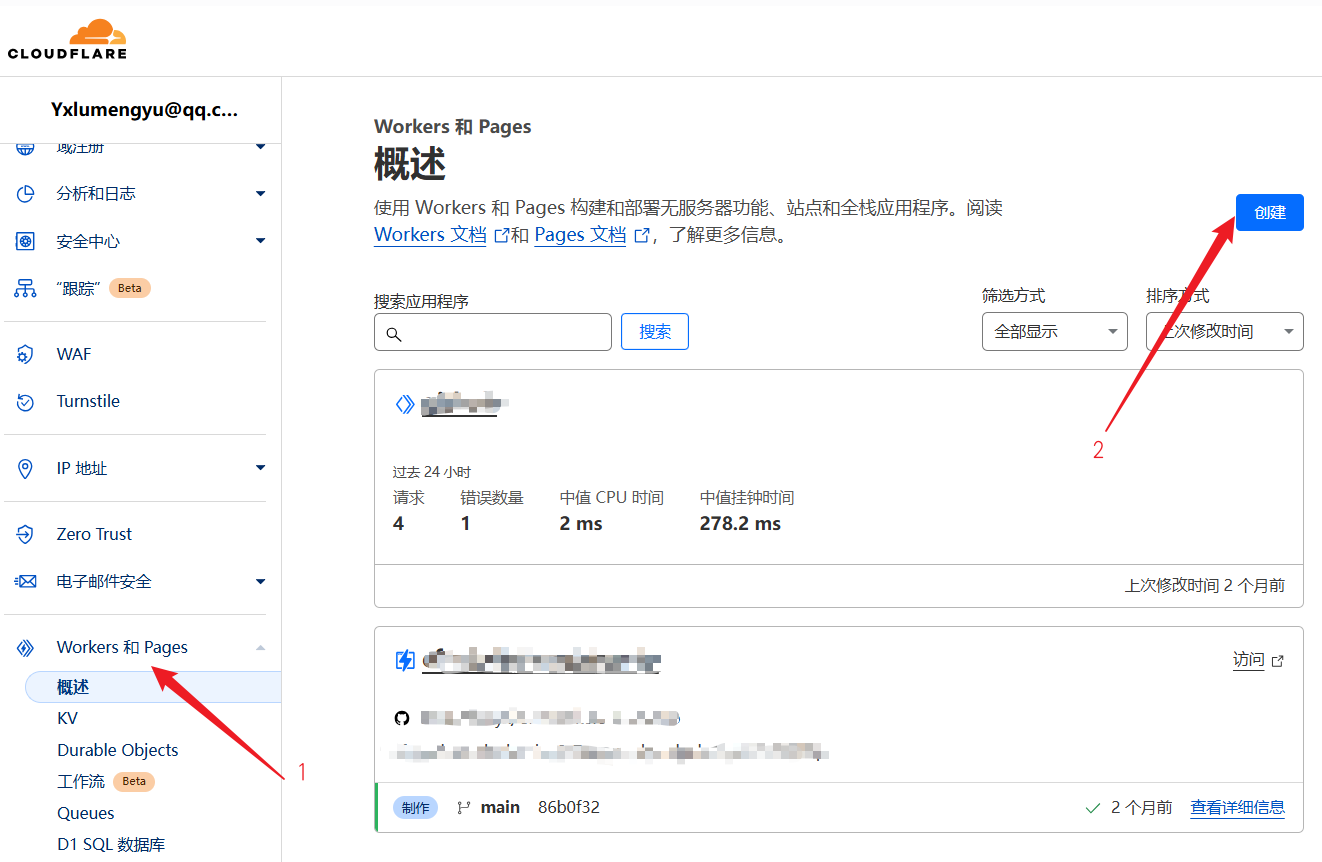 CLOUDFLARE
Yxlumengyu@qq.c...
域注册
分析和日志
安全中心
“跟踪” Beta
WAF
Turnstile
IP 地址
Zero Trust
电子邮件安全
Workers 和 Pages
概述
KV
Durable Objects
工作流 Beta
Queues
D1 SQL 数据库
1
Workers 和 Pages
概述
使用 Workers 和 Pages 构建和部署无服务器功能、站点和全栈应用程序。阅读
Workers 文档 和 Pages 文档 ，了解更多信息。
创建
搜索应用程序
搜索
筛选方式
全部显示
排序方式
上次修改时间
2
过去 24 小时
请求 错误数量 中值 CPU 时间 中值挂钟时间
4 1 2 ms 278.2 ms
上次修改时间 2 个月前
访问
制作 main 86b0f32 2 个月前 查看详细信息